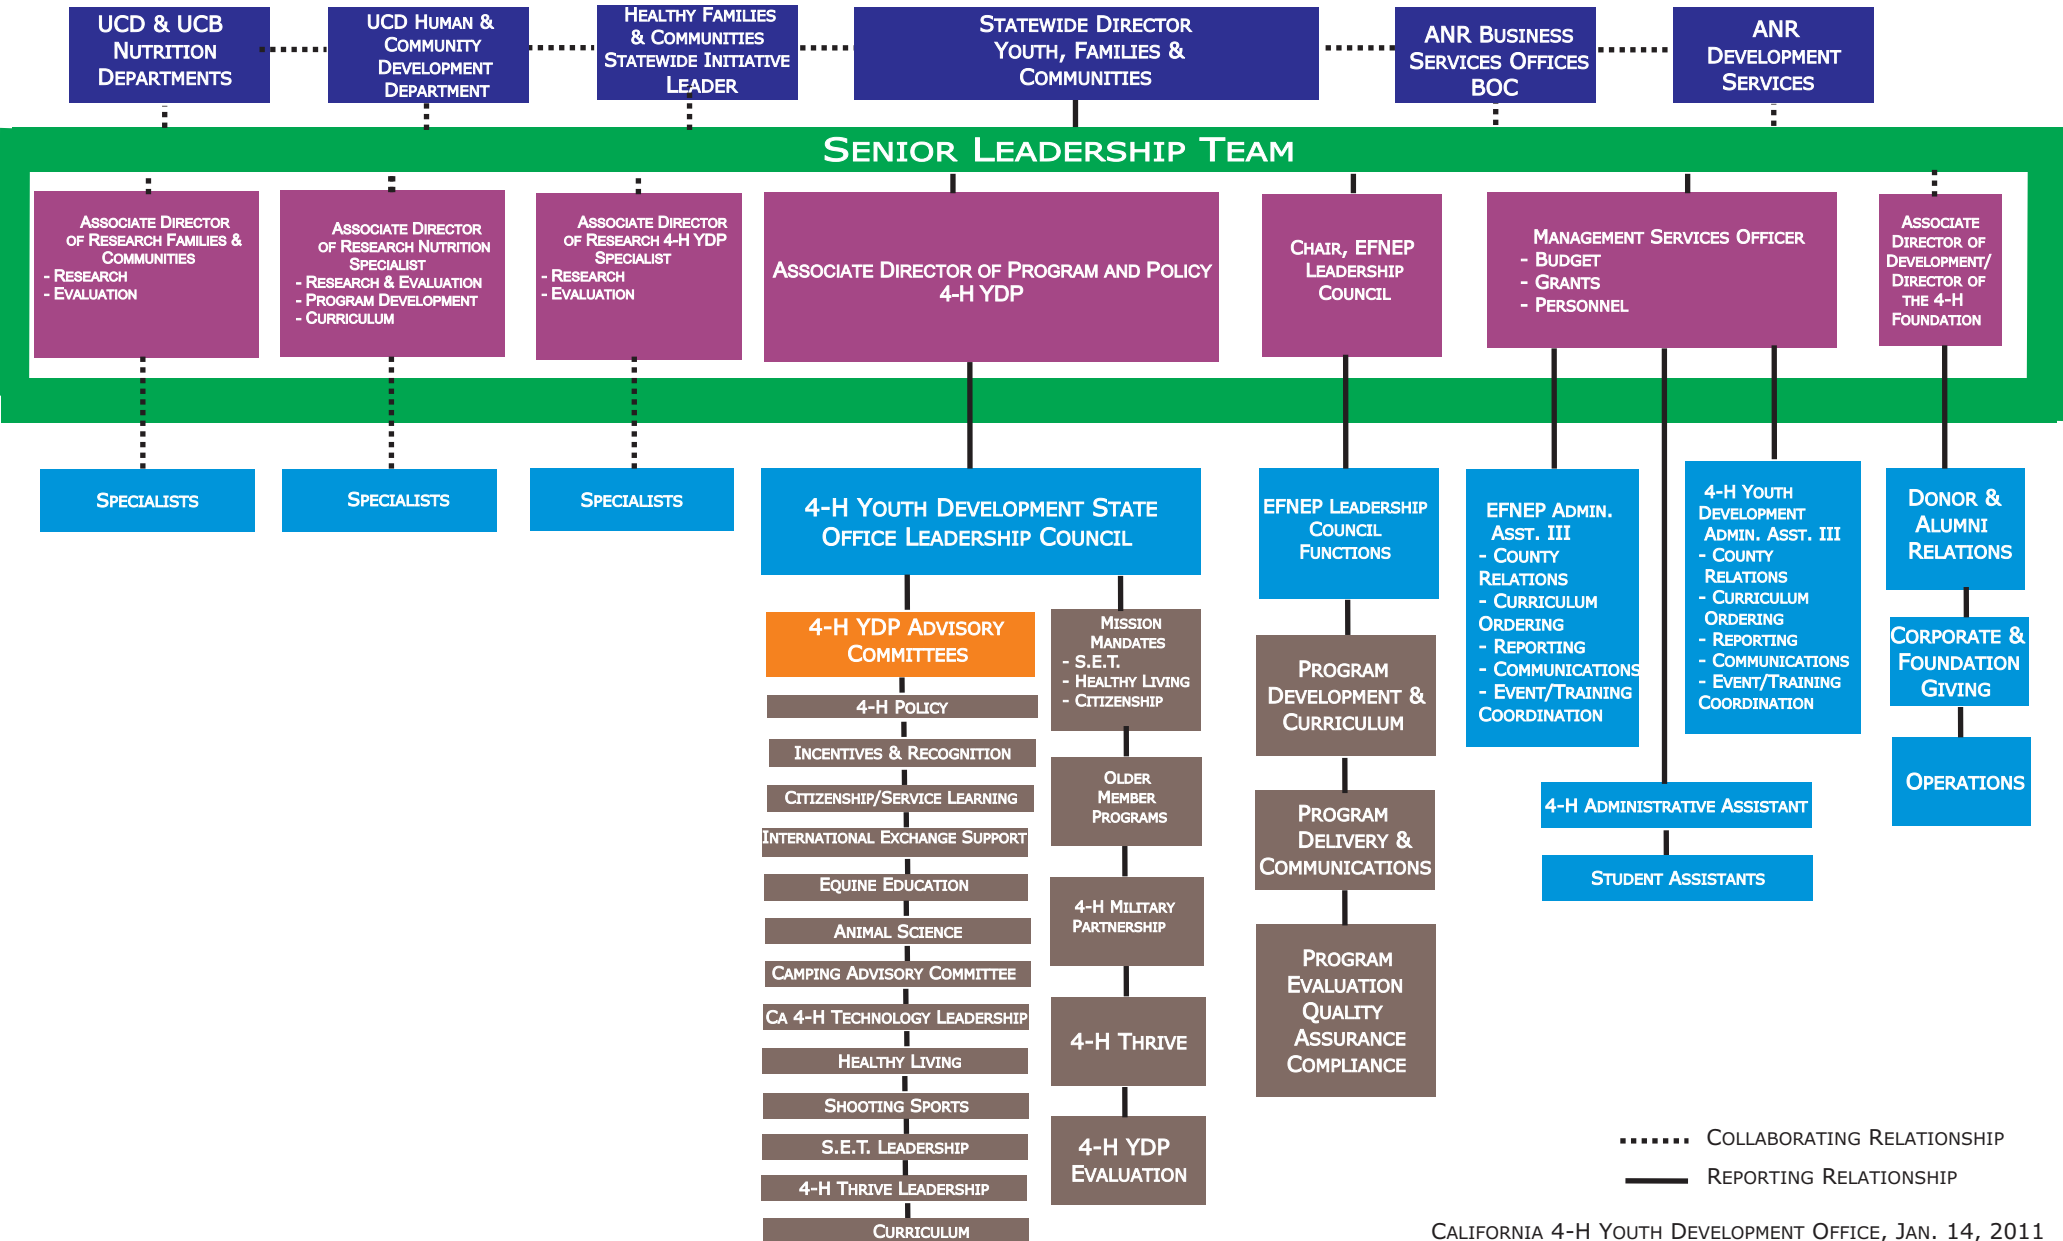 UCD & UCB
Nutrition
Departments
UCD Human &
Community
Development
Department
Healthy Families
& Communities
Statewide Initiative
Leader
Statewide Director
Youth, Families &
Communities
ANR Business
Services Offices
BOC
ANR
Development
Services
Senior Leadership Team
Associate Director
of Research Families &
Communities
- Research
- Evaluation
Associate Director
of Research Nutrition
Specialist
- Research & Evaluation
- Program Development
- Curriculum
Associate Director
of Research 4-H YDP
Specialist
- Research
- Evaluation
Associate Director of Program and Policy
4-H YDP
Chair, EFNEP
Leadership
Council
Management Services Officer
- Budget
- Grants
- Personnel
Associate
Director of
Development/
Director of
the 4-H
Foundation
Specialists
Specialists
Specialists
4-H Youth Development State
Office Leadership Council
EFNEP Leadership
Council
Functions
EFNEP Admin.
Asst. III
- County
Relations
- Curriculum
Ordering
- Reporting
- Communications
- Event/Training
Coordination
4-H Youth
Development
Admin. Asst. III
- County
Relations
- Curriculum
Ordering
- Reporting
- Communications
- Event/Training
Coordination
Donor &
Alumni
Relations
4-H YDP Advisory
Committees
4-H Policy
Incentives & Recognition
Citizenship/Service Learning
International Exchange Support
Equine Education
Animal Science
Camping Advisory Committee
Ca 4-H Technology Leadership
Healthy Living
Shooting Sports
S.E.T. Leadership
4-H Thrive Leadership
Curriculum
Mission
Mandates
- S.E.T.
- Healthy Living
- Citizenship
Older
Member
Programs
4-H Military
Partnership
4-H Thrive
4-H YDP
Evaluation
Program
Development &
Curriculum
Program
Delivery &
Communications
Program
Evaluation
Quality
Assurance
Compliance
4-H Administrative Assistant
Student Assistants
Corporate &
Foundation
Giving
Operations
Collaborating Relationship
Reporting Relationship
California 4-H Youth Development Office, Jan. 14, 2011